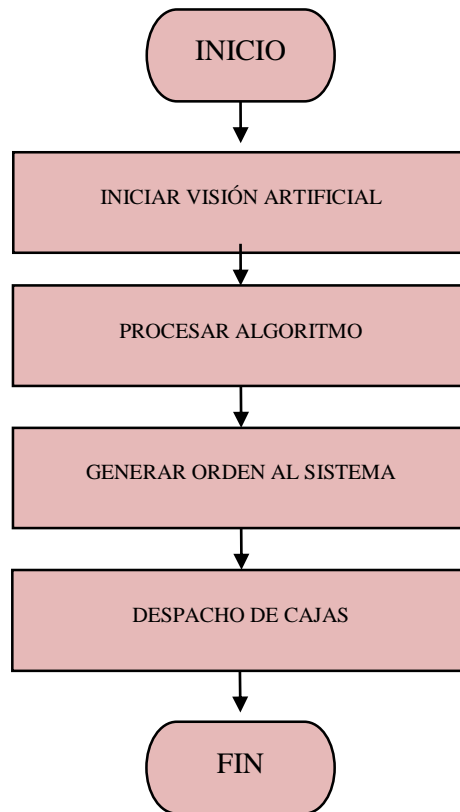 INICIO
INICIAR VISIÓN ARTIFICIAL
PROCESAR ALGORITMO
GENERAR ORDEN AL SISTEMA
DESPACHO DE CAJAS
FIN